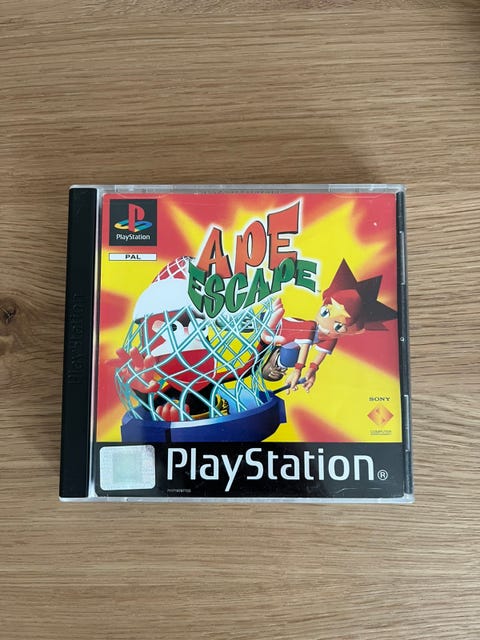 PlayStation
PAL
APE
ESCAPE
SONY
COMPUTER
PlayStation®
PlayStation